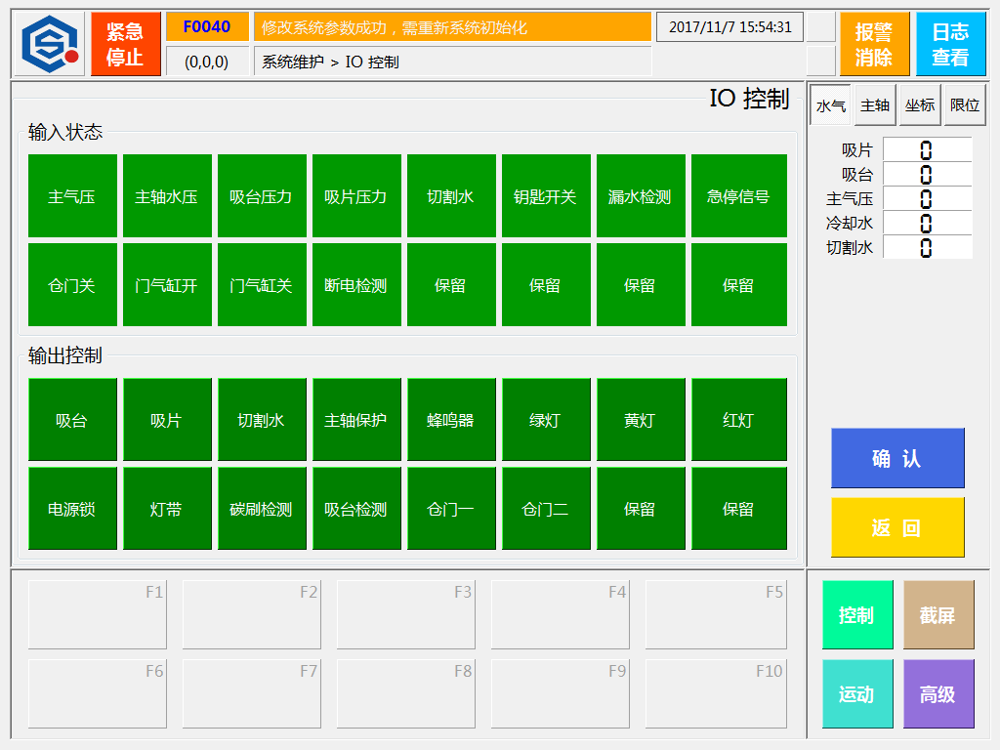 紧急
停止
F0040
(0,0,0)
修改系统参数成功，需重新系统初始化
系统维护 > IO 控制
2017/11/7 15:54:31
报警
消除
日志
查看
IO 控制
输入状态
主气压 主轴水压 吸台压力 吸片压力 切割水 钥匙开关 漏水检测 急停信号
仓门关 门气缸开 门气缸关 断电检测 保留 保留 保留 保留
输出控制
吸台 吸片 切割水 主轴保护 蜂鸣器 绿灯 黄灯 红灯
电源锁 灯带 碳刷检测 吸台检测 仓门一 仓门二 保留 保留
水气 主轴 坐标 限位
吸片 0
吸台 0
主气压 0
冷却水 0
切割水 0
确 认
返 回
F1 F2 F3 F4 F5
F6 F7 F8 F9 F10
控制 截屏
运动 高级